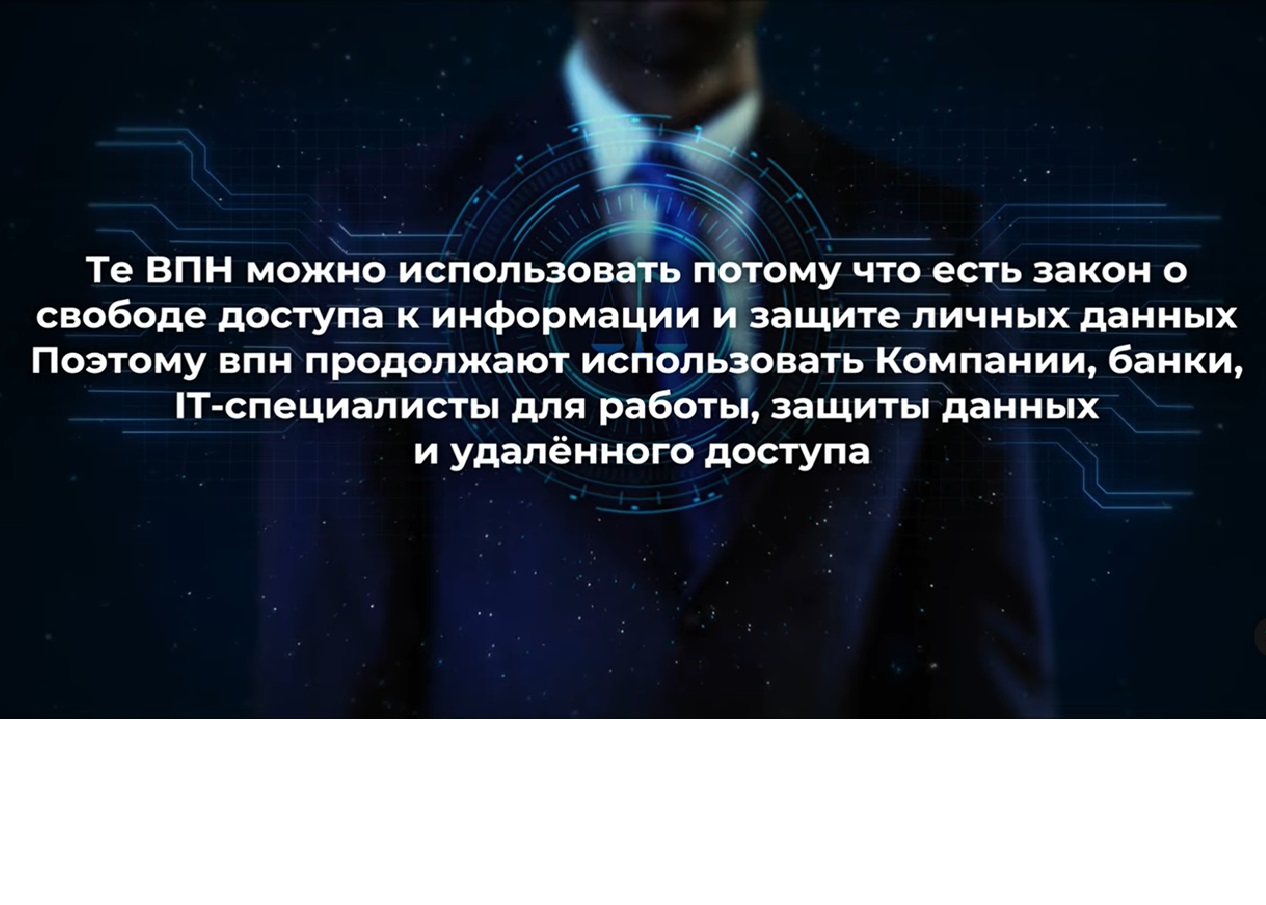 Те ВПН можно использовать потому что есть закон о
свободе доступа к информации и защите личных данных
Поэтому впн продолжают использовать Компании, банки,
IT-специалисты для работы, защиты данных
и удалённого доступа